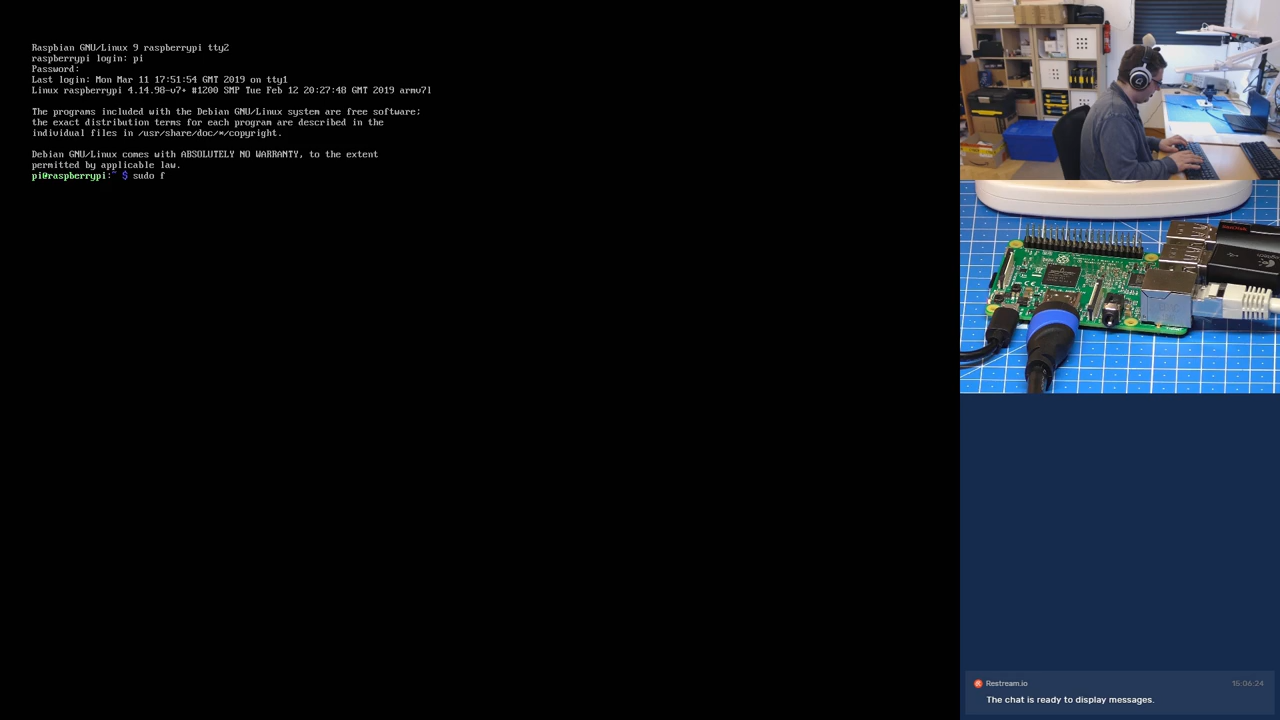 Raspbian GNU/Linux 9 raspberrypi tty2
raspberrypi login: pi
Password:
Last login: Mon Mar 11 17:51:54 GMT 2019 on tty1
Linux raspberrypi 4.14.98-v7+ #1200 SMP Tue Feb 12 20:27:48 GMT 2019 armv7l
The programs included with the Debian GNU/Linux system are free software;
the exact distribution terms for each program are described in the
individual files in /usr/share/doc/*/copyright.
Debian GNU/Linux comes with ABSOLUTELY NO WARRANTY, to the extent
permitted by applicable law.
pi@raspberrypi:~ $ sudo f
Restream.io
15:06:24
The chat is ready to display messages.